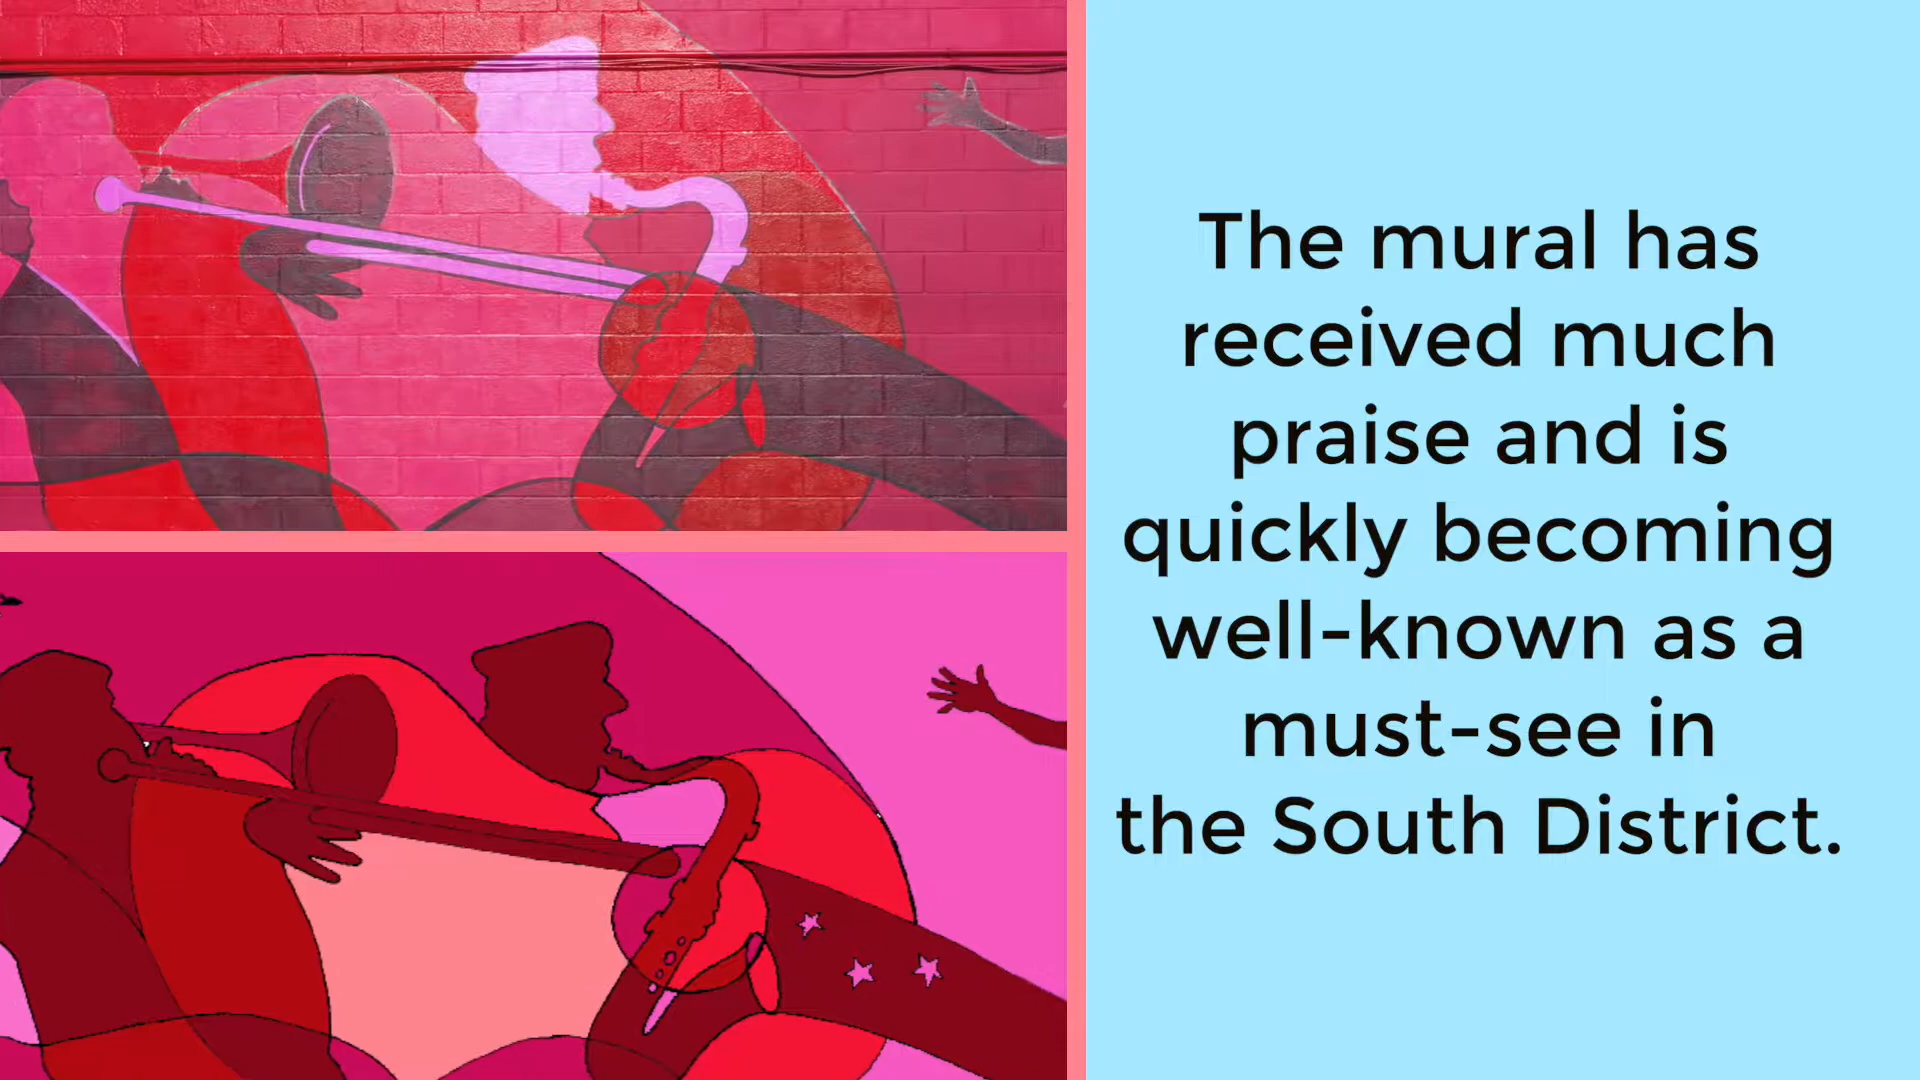 The mural has
received much
praise and is
quickly becoming
well-known as a
must-see in
the South District.